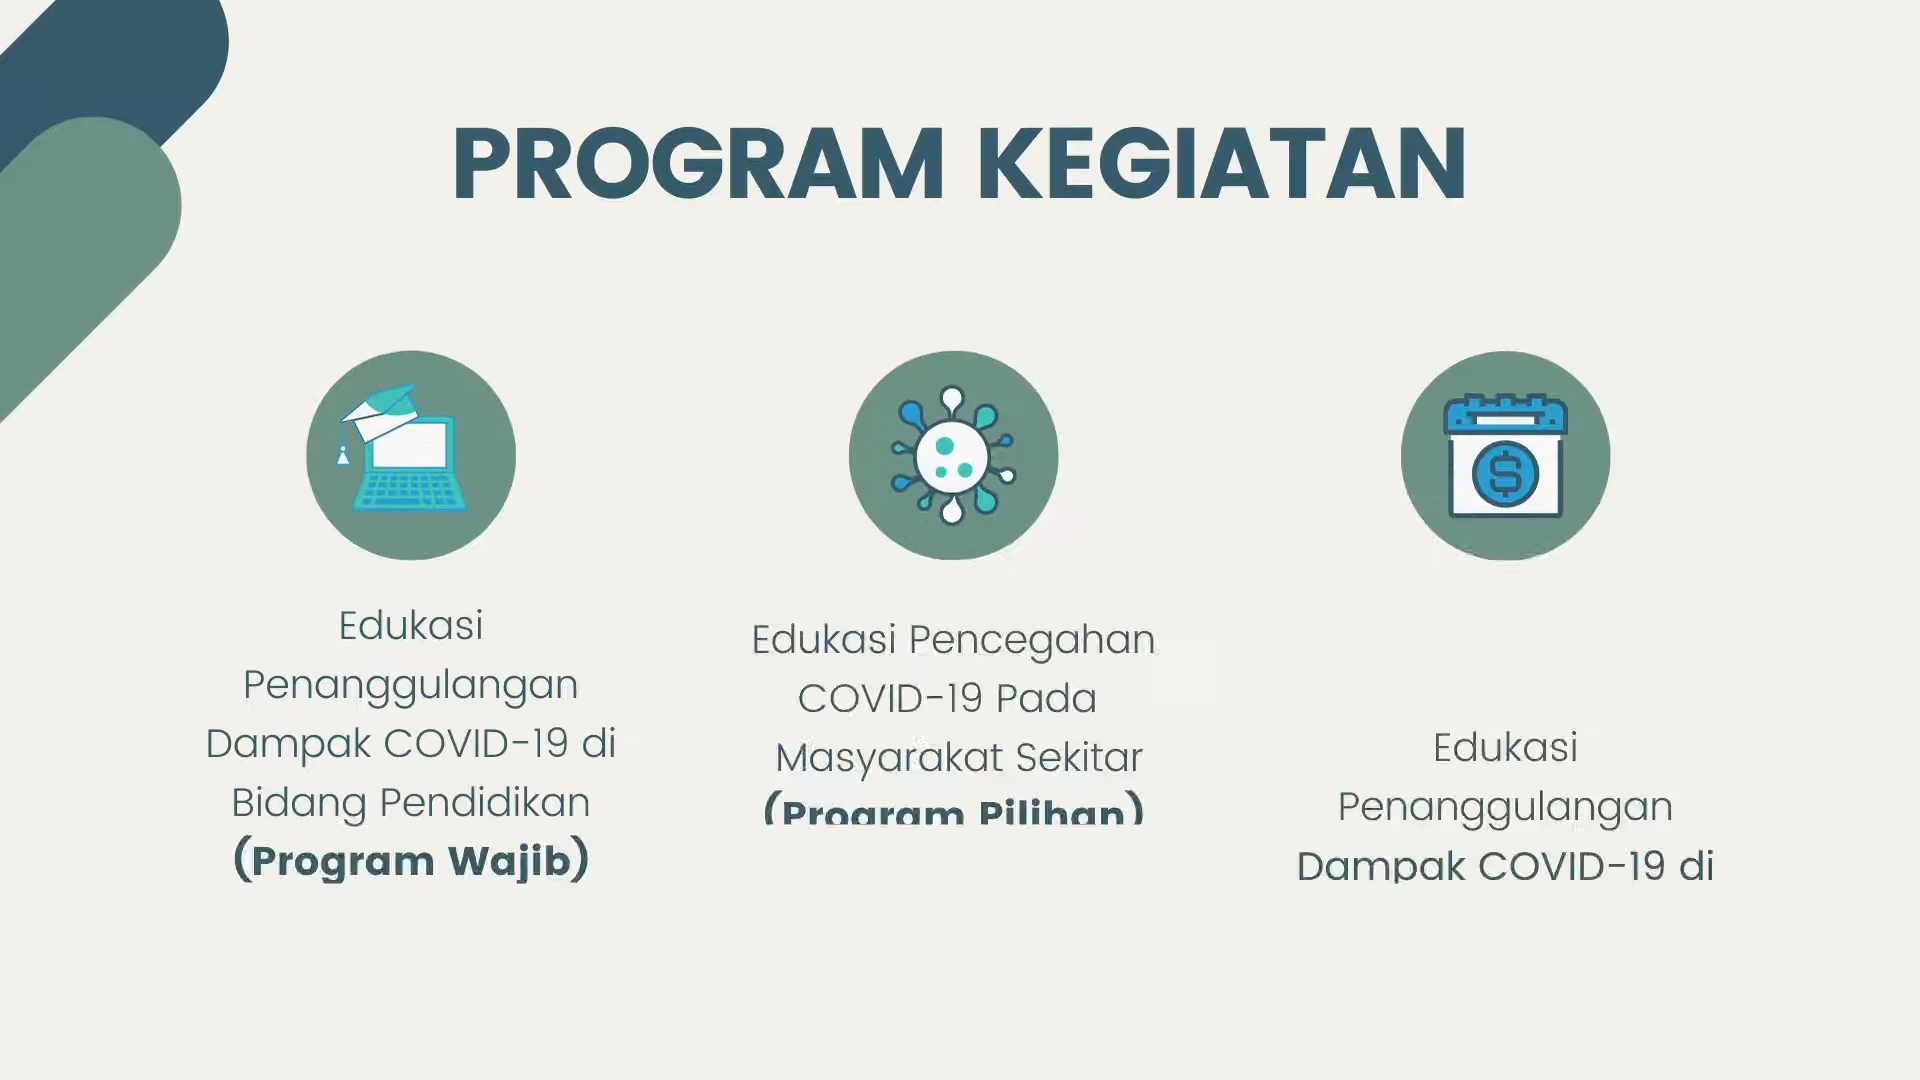 PROGRAM KEGIATAN
Edukasi
Penanggulangan
Dampak COVID-19 di
Bidang Pendidikan
(Program Wajib)
Edukasi Pencegahan
COVID-19 Pada
Masyarakat Sekitar
(Program Pilihan)
Edukasi
Penanggulangan
Dampak COVID-19 di